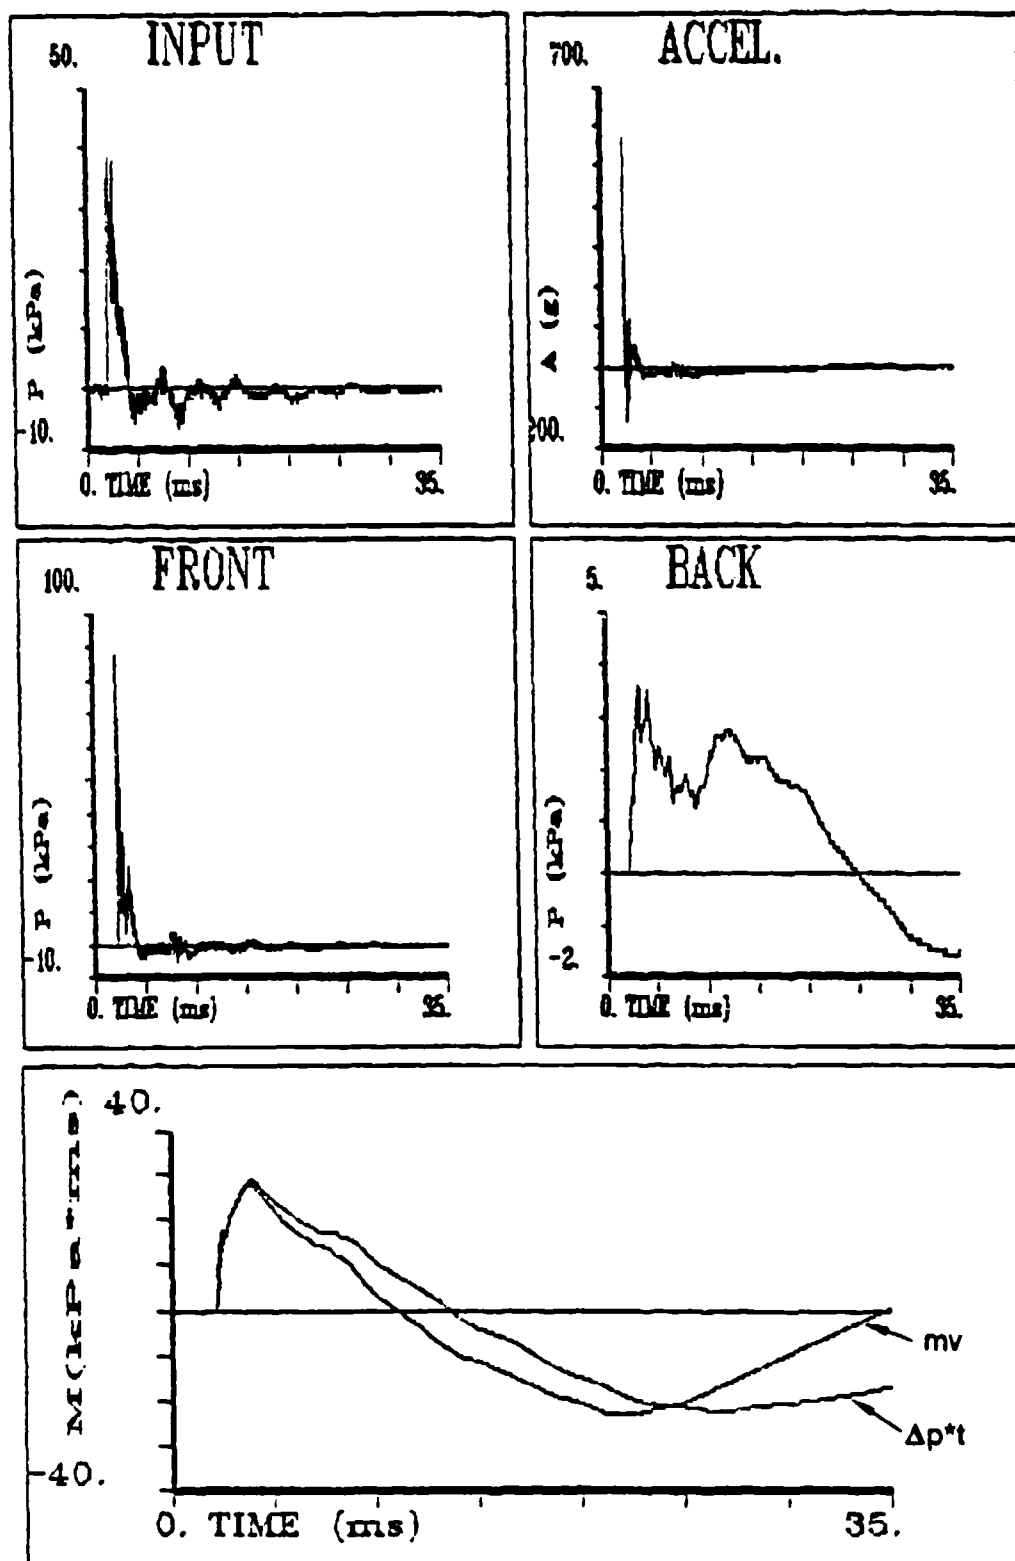 INPUT
50.
P (kPa)
-10.
0. TIME (ms) 35.
ACCEL.
700.
A (g)
200.
0. TIME (ms) 35.
FRONT
100.
P (kPa)
-10.
0. TIME (ms) 35.
BACK
5.
P (kPa)
-2.
0. TIME (ms) 35.
40.
M(kPa*ms)
-40.
mv
Δp*t
0. TIME (ms) 35.